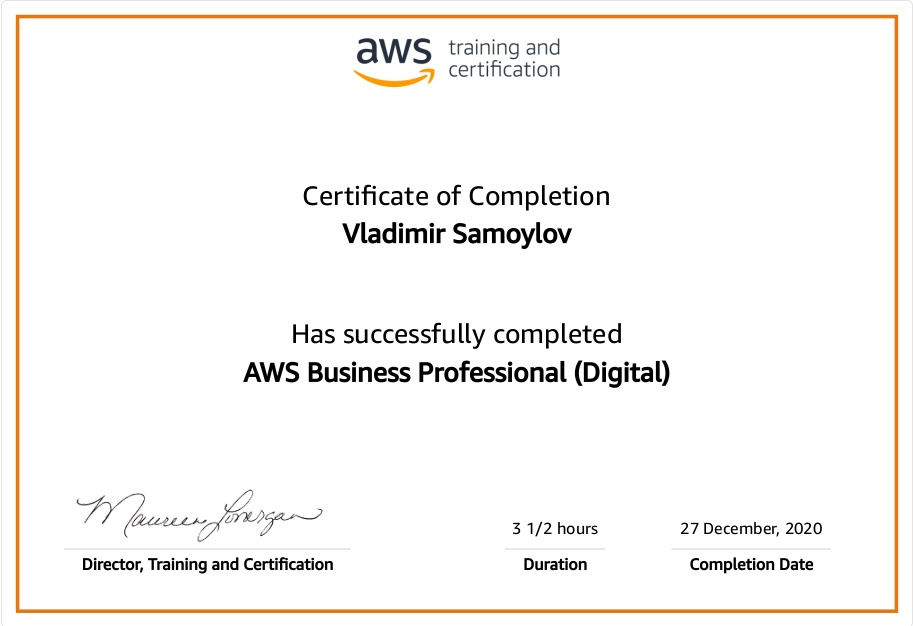 aws training and
certification
Certificate of Completion
Vladimir Samoylov
Has successfully completed
AWS Business Professional (Digital)
Maureen Lonergan
3 1/2 hours
27 December, 2020
Director, Training and Certification
Duration
Completion Date